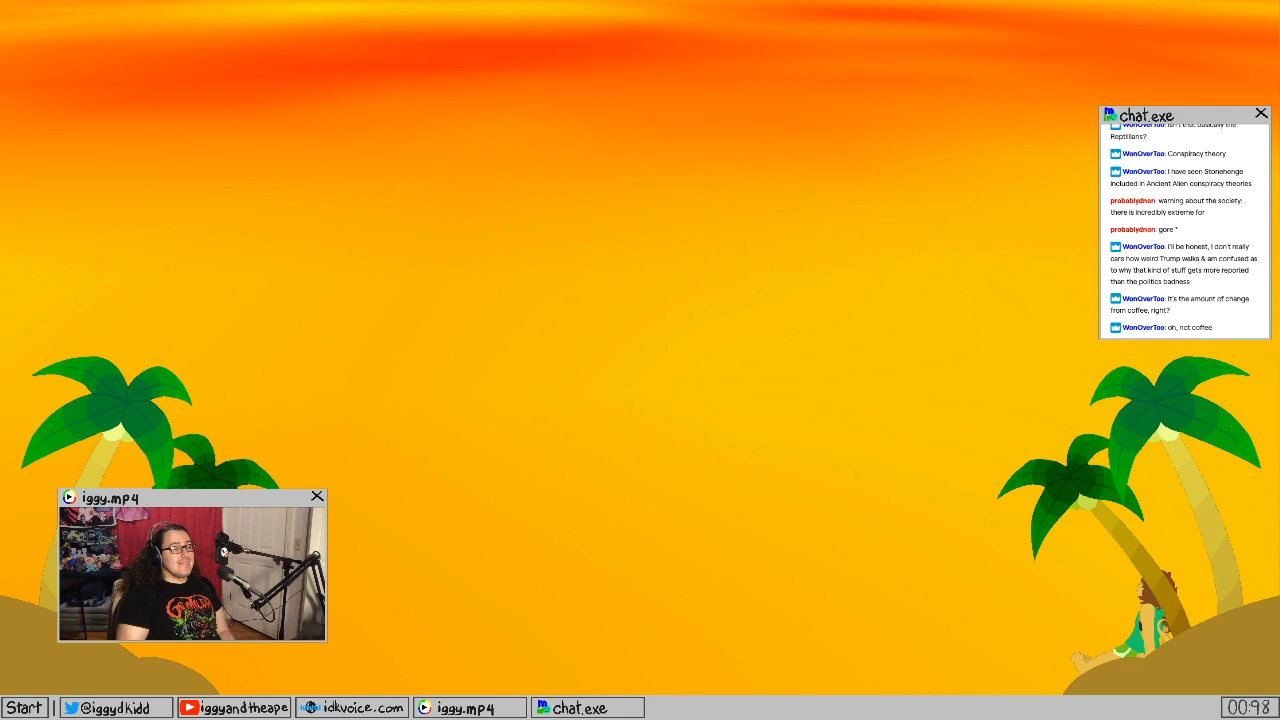 chat.exe
WonOverToo: isn't that basically the
Reptillians?
WonOverToo: Conspiracy theory
WonOverToo: I have seen Stonehenge
included in Ancient Alien conspiracy theories
probablydnon: warning about the society;
there is incredibly extreme for
probablydnon: gore *
WonOverToo: I'll be honest, I don't really
care how weird Trump walks & am confused as
to why that kind of stuff gets more reported
than the politics badness
WonOverToo: It's the amount of change
from coffee, right?
WonOverToo: oh, not coffee
iggy.mp4
Start | @iggydkidd iggyandtheape idkvoice.com iggy.mp4 chat.exe 00:98